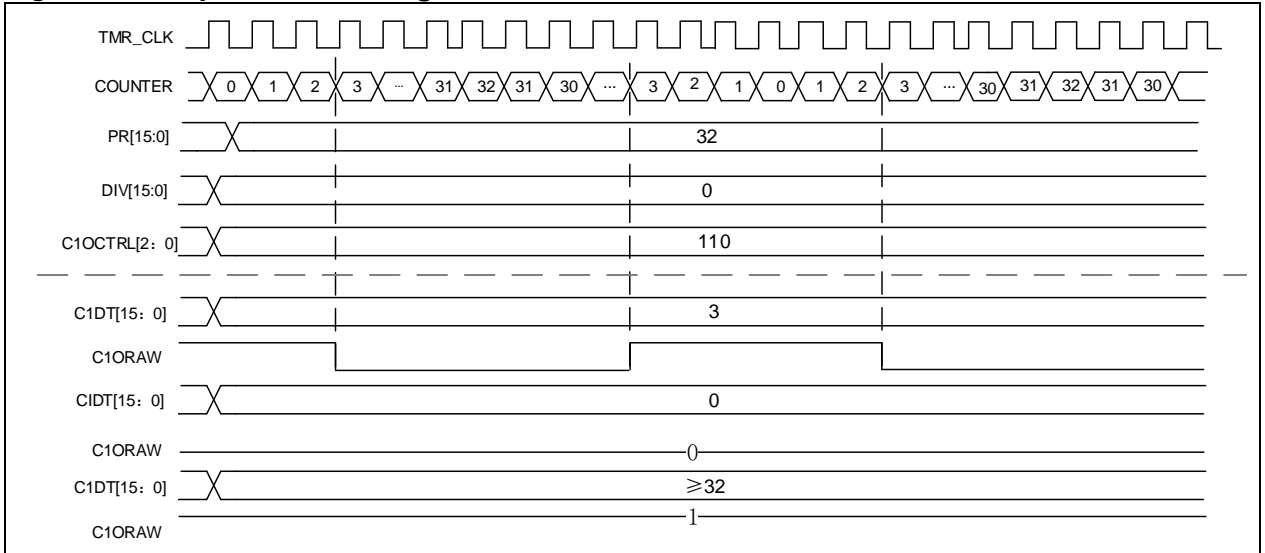 TMR_CLK
COUNTER 0 1 2 3 ... 31 32 31 30 ... 3 2 1 0 1 2 3 ... 30 31 32 31 30
PR[15:0] 32
DIV[15:0] 0
C1OCTRL[2：0] 110
C1DT[15：0] 3
C1ORAW
CIDT[15：0] 0
C1ORAW 0
C1DT[15：0] ≥32
C1ORAW 1